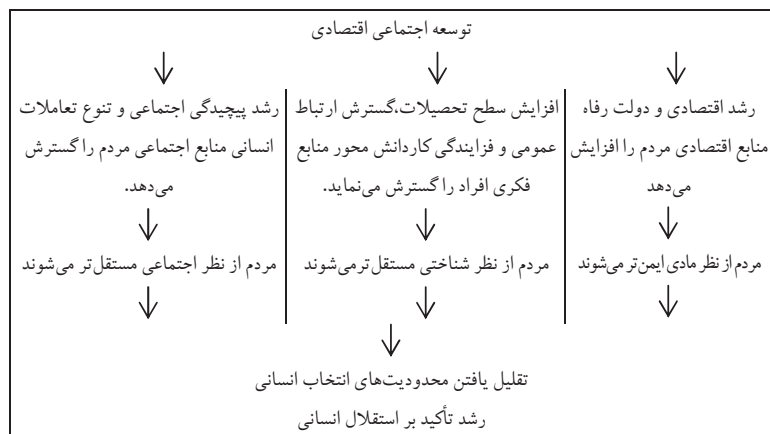 توسعه اجتماعی اقتصادی
رشد اقتصادی و دولت رفاه
منابع اقتصادی مردم را افزایش
می‌دهد
مردم از نظر مادی ایمن‌تر می‌شوند
افزایش سطح تحصیلات،گسترش ارتباط
عمومی و فزایندگی کاردانش محور منابع
فکری افراد را گسترش می‌نماید.
مردم از نظر شناختی مستقل‌ترمی‌شوند
رشد پیچیدگی اجتماعی و تنوع تعاملات
انسانی منابع اجتماعی مردم را گسترش
می‌دهد.
مردم از نظر اجتماعی مستقل‌تر می‌شوند
تقلیل یافتن محدودیت‌های انتخاب انسانی
رشد تأکید بر استقلال انسانی